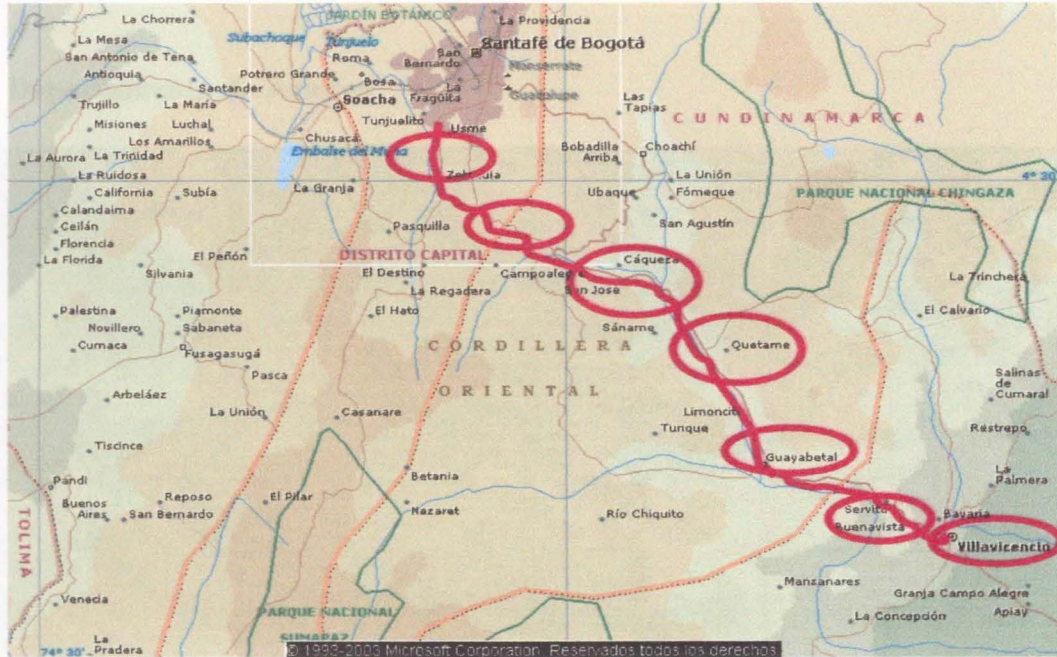 La Chorrera
JARDÍN BOTÁNICO
La Providencia
La Mesa
Subachoque
Tunjuelo
San Bernardo
Santafé de Bogotá
San Antonio de Tena
Roma
Monserrate
Antioquia
Santander
Potrero Grande
Bosa
La Fragüita
Guadalupe
Trujillo
La María
Soacha
Las Tapias
Tunjuelito
Usme
CUNDINAMARCA
Misiones
Luchal
Chusacá
Los Amarillos
Embalse del Muña
Bobadilla Arriba
Choachí
La Aurora
La Trinidad
La Ruidosa
La Granja
La Unión
4° 30'
California
Subía
Ubaque
Fómeque
PARQUE NACIONAL CHINGAZA
Calandaima
San Agustín
Ceilán
Pasquilla
Florencia
El Peñón
DISTRITO CAPITAL
La Florida
Silvania
El Destino
Campoaleg
Cáqueza
La Trinchera
La Regadera
San José
Palestina
Piamonte
El Hato
El Calvario
Novillero
Sabaneta
Sáname
Cumaca
Fusagasugá
CORDILLERA
Quetame
Pasca
Salinas de Cumaral
Arbeláez
ORIENTAL
La Unión
Casanare
Limoncito
Tunque
Restrepo
Tiscince
Guayabetal
Pandi
Betania
La Palmera
Buenos Aires
Reposo
El Pilar
San Bernardo
Nazaret
Río Chiquito
Servitá
Bavaria
Buenavista
TOLIMA
Villavicencio
Manzanares
Granja Campo Alegre
Venecia
PARQUE NACIONAL
Apiay
La Concepción
SUMAPAZ
La Pradera
74° 30'
© 1993-2003 Microsoft Corporation. Reservados todos los derechos